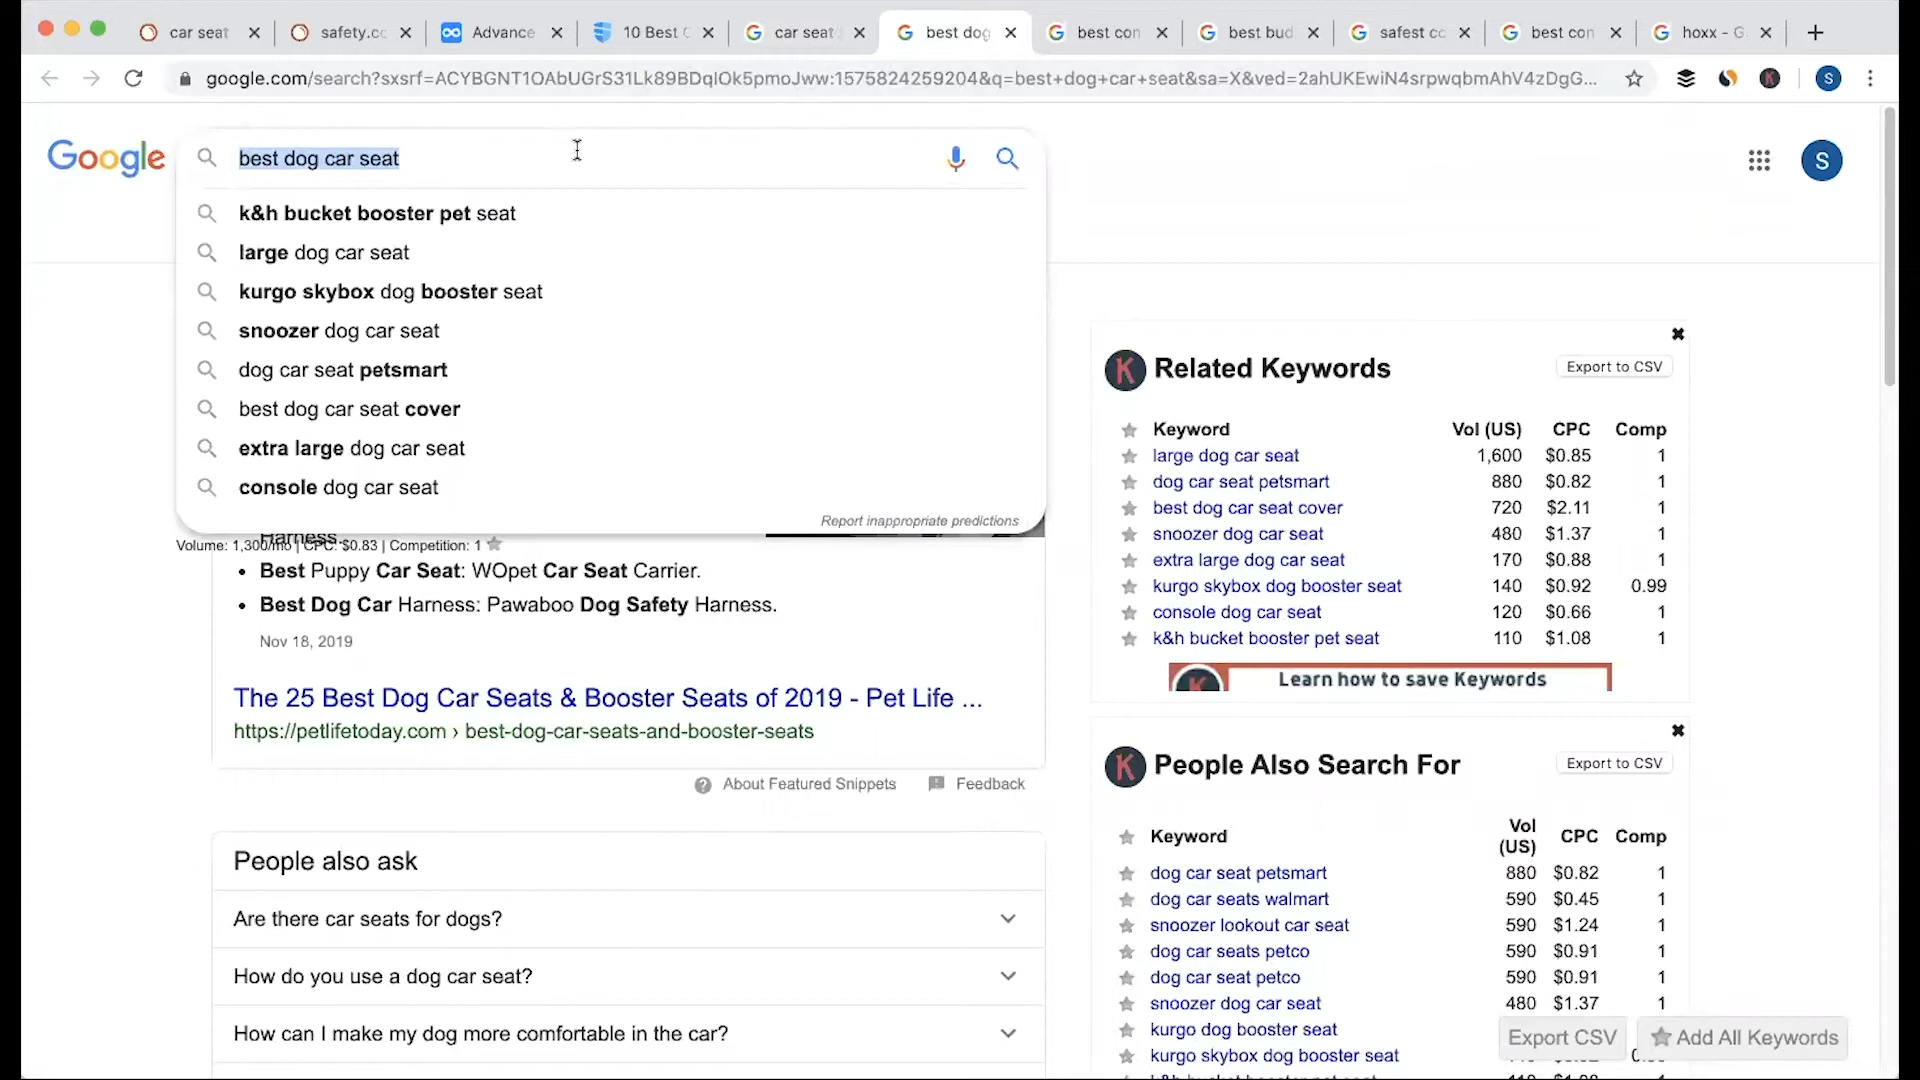 car seat
safety.cc
Advance
10 Best C
car seat
best dog
best con
best bud
safest cc
best con
hoxx - G
google.com/search?sxsrf=ACYBGNT1OAbUGrS31Lk89BDqIOk5pmoJww:1575824259204&q=best+dog+car+seat&sa=X&ved=2ahUKEwiN4srpwqbmAhV4zDgG...
S
Google
best dog car seat
S
k&h bucket booster pet seat
large dog car seat
kurgo skybox dog booster seat
snoozer dog car seat
dog car seat petsmart
best dog car seat cover
extra large dog car seat
console dog car seat
Report inappropriate predictions
Harness.
Volume: 1,300/mo | CPC: $0.83 | Competition: 1
• Best Puppy Car Seat: WOpet Car Seat Carrier.
• Best Dog Car Harness: Pawaboo Dog Safety Harness.
Nov 18, 2019
The 25 Best Dog Car Seats & Booster Seats of 2019 - Pet Life ...
https://petlifetoday.com › best-dog-car-seats-and-booster-seats
About Featured Snippets
Feedback
People also ask
Are there car seats for dogs?
How do you use a dog car seat?
How can I make my dog more comfortable in the car?
K Related Keywords
Export to CSV
Keyword Vol (US) CPC Comp
large dog car seat 1,600 $0.85 1
dog car seat petsmart 880 $0.82 1
best dog car seat cover 720 $2.11 1
snoozer dog car seat 480 $1.37 1
extra large dog car seat 170 $0.88 1
kurgo skybox dog booster seat 140 $0.92 0.99
console dog car seat 120 $0.66 1
k&h bucket booster pet seat 110 $1.08 1
Learn how to save Keywords
K People Also Search For
Export to CSV
Keyword Vol (US) CPC Comp
dog car seat petsmart 880 $0.82 1
dog car seats walmart 590 $0.45 1
snoozer lookout car seat 590 $1.24 1
dog car seats petco 590 $0.91 1
dog car seat petco 590 $0.91 1
snoozer dog car seat 480 $1.37 1
kurgo dog booster seat
kurgo skybox dog booster seat
Export CSV
Add All Keywords